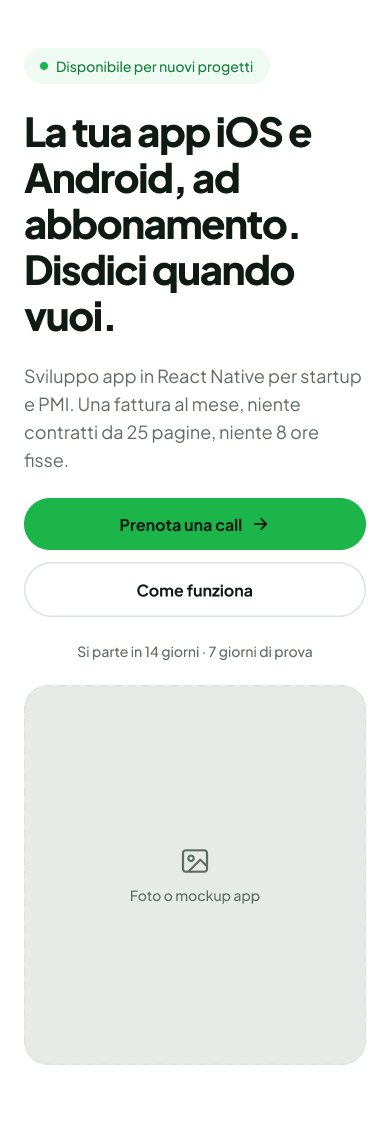 Disponibile per nuovi progetti
La tua app iOS e
Android, ad
abbonamento.
Disdici quando
vuoi.
Sviluppo app in React Native per startup
e PMI. Una fattura al mese, niente
contratti da 25 pagine, niente 8 ore
fisse.
Prenota una call →
Come funziona
Si parte in 14 giorni · 7 giorni di prova
Foto o mockup app